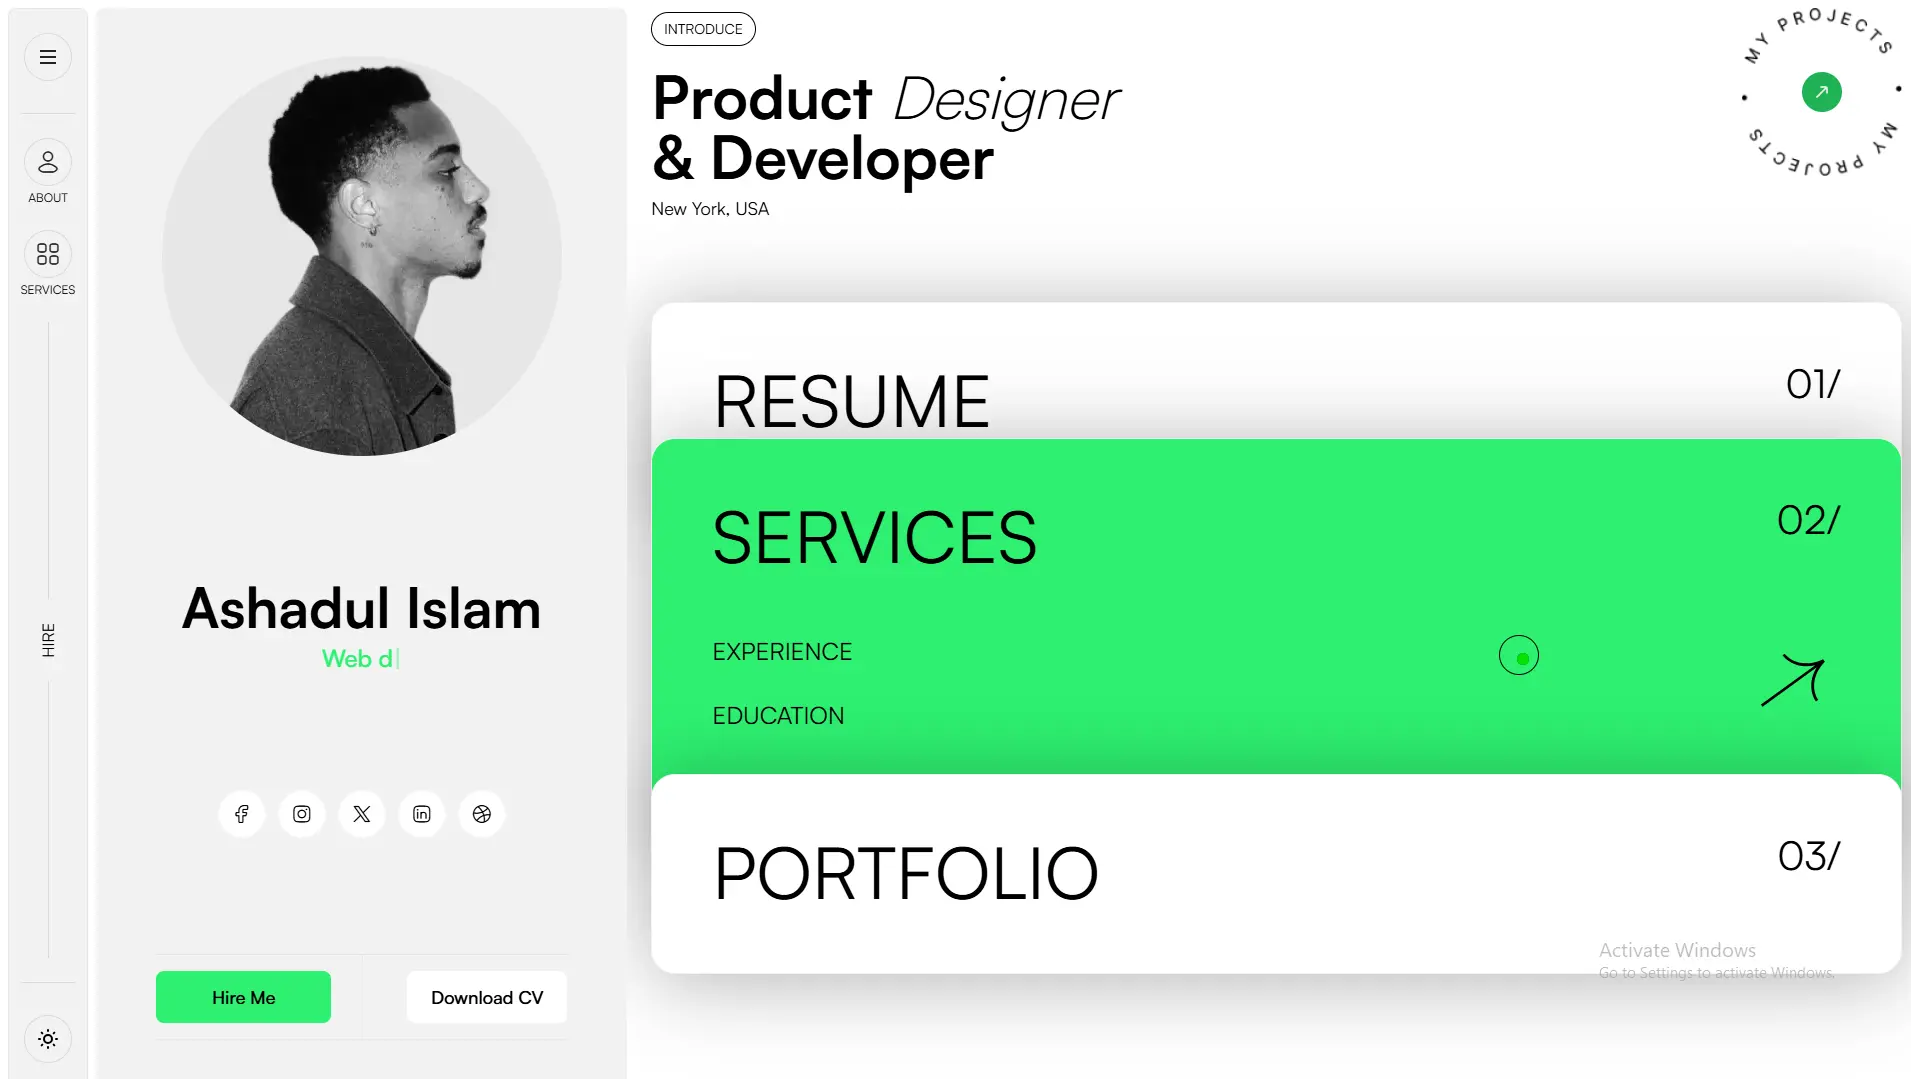 ABOUT
SERVICES
HIRE
Ashadul Islam
Web d
Hire Me
Download CV
INTRODUCE
Product Designer
& Developer
New York, USA
MY PROJECTS • MY PROJECTS •
RESUME
01/
SERVICES
02/
EXPERIENCE
EDUCATION
PORTFOLIO
03/
Activate Windows
Go to Settings to activate Windows.